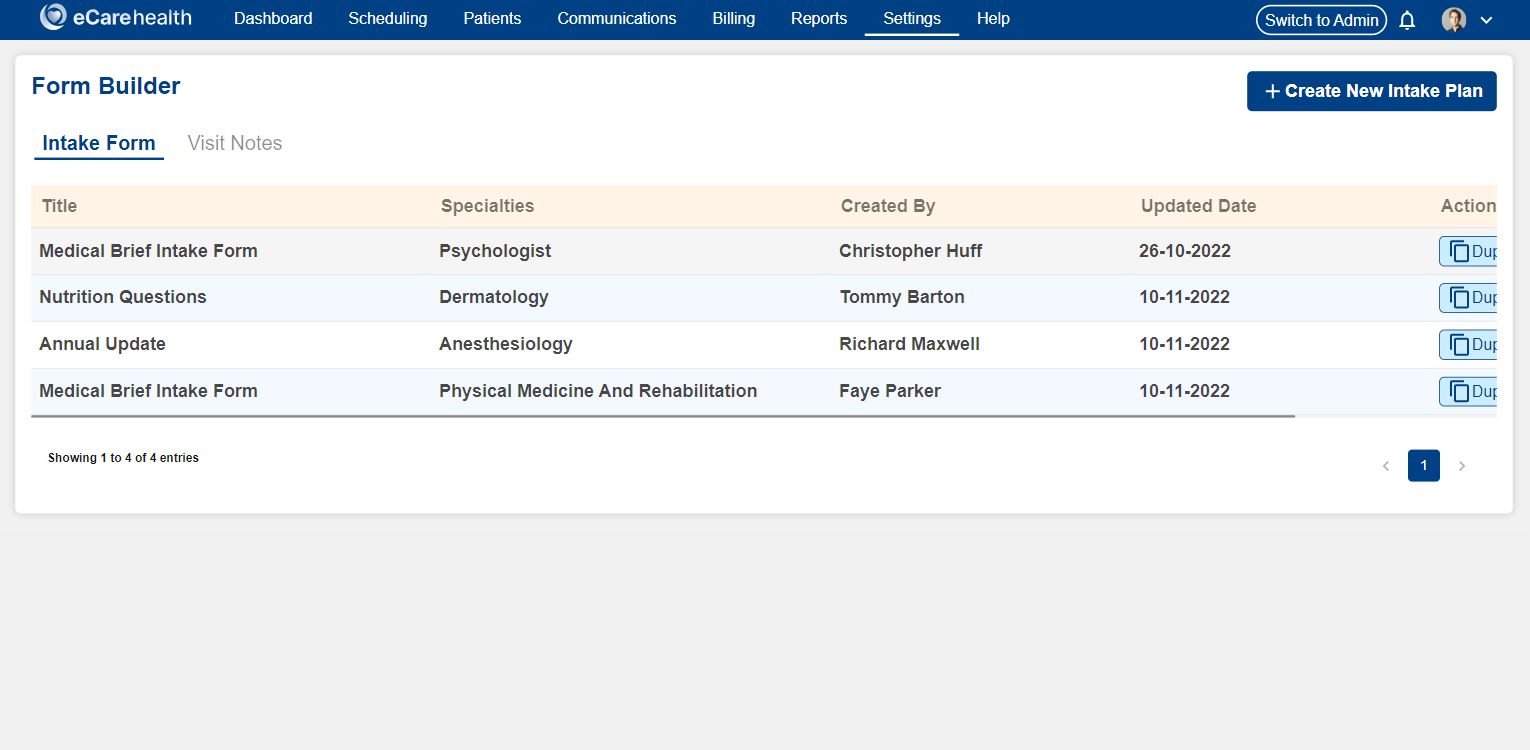 eCarehealth Dashboard Scheduling Patients Communications Billing Reports Settings Help Switch to Admin
Form Builder
+ Create New Intake Plan
Intake Form Visit Notes
Title Specialties Created By Updated Date Action
Medical Brief Intake Form Psychologist Christopher Huff 26-10-2022 Dup
Nutrition Questions Dermatology Tommy Barton 10-11-2022 Dup
Annual Update Anesthesiology Richard Maxwell 10-11-2022 Dup
Medical Brief Intake Form Physical Medicine And Rehabilitation Faye Parker 10-11-2022 Dup
Showing 1 to 4 of 4 entries
1